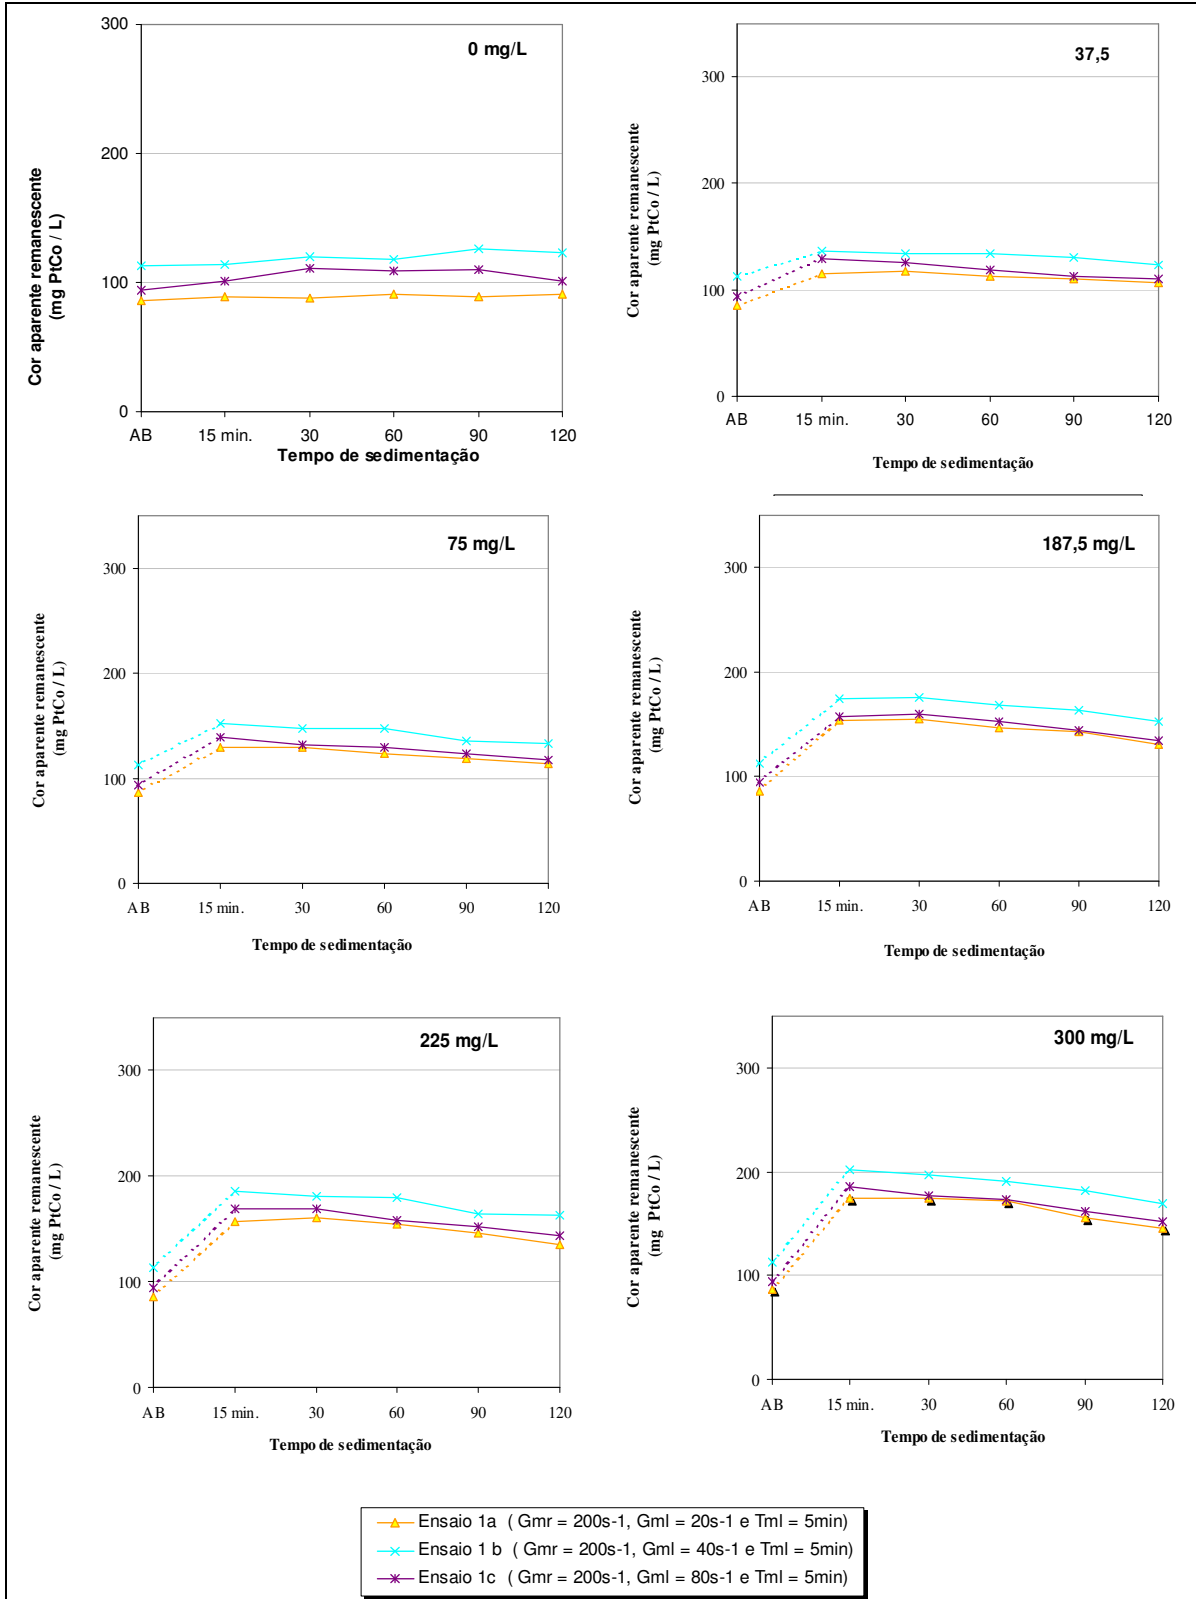 0 mg/L
Cor aparente remanescente
(mg PtCo / L)
300
200
100
0
AB 15 min. 30 60 90 120
Tempo de sedimentação
37,5
Cor aparente remanescente
(mg PtCo / L)
300
200
100
0
AB 15 min. 30 60 90 120
Tempo de sedimentação
75 mg/L
Cor aparente remanescente
(mg PtCo / L)
300
200
100
0
AB 15 min. 30 60 90 120
Tempo de sedimentação
187,5 mg/L
Cor aparente remanescente
(mg PtCo / L)
300
200
100
0
AB 15 min. 30 60 90 120
Tempo de sedimentação
225 mg/L
Cor aparente remanescente
(mg PtCo / L)
300
200
100
0
AB 15 min. 30 60 90 120
Tempo de sedimentação
300 mg/L
Cor aparente remanescente
(mg PtCo / L)
300
200
100
0
AB 15 min. 30 60 90 120
Tempo de sedimentação
Ensaio 1a ( Gmr = 200s-1, Gml = 20s-1 e Tml = 5min)
Ensaio 1 b ( Gmr = 200s-1, Gml = 40s-1 e Tml = 5min)
Ensaio 1c ( Gmr = 200s-1, Gml = 80s-1 e Tml = 5min)